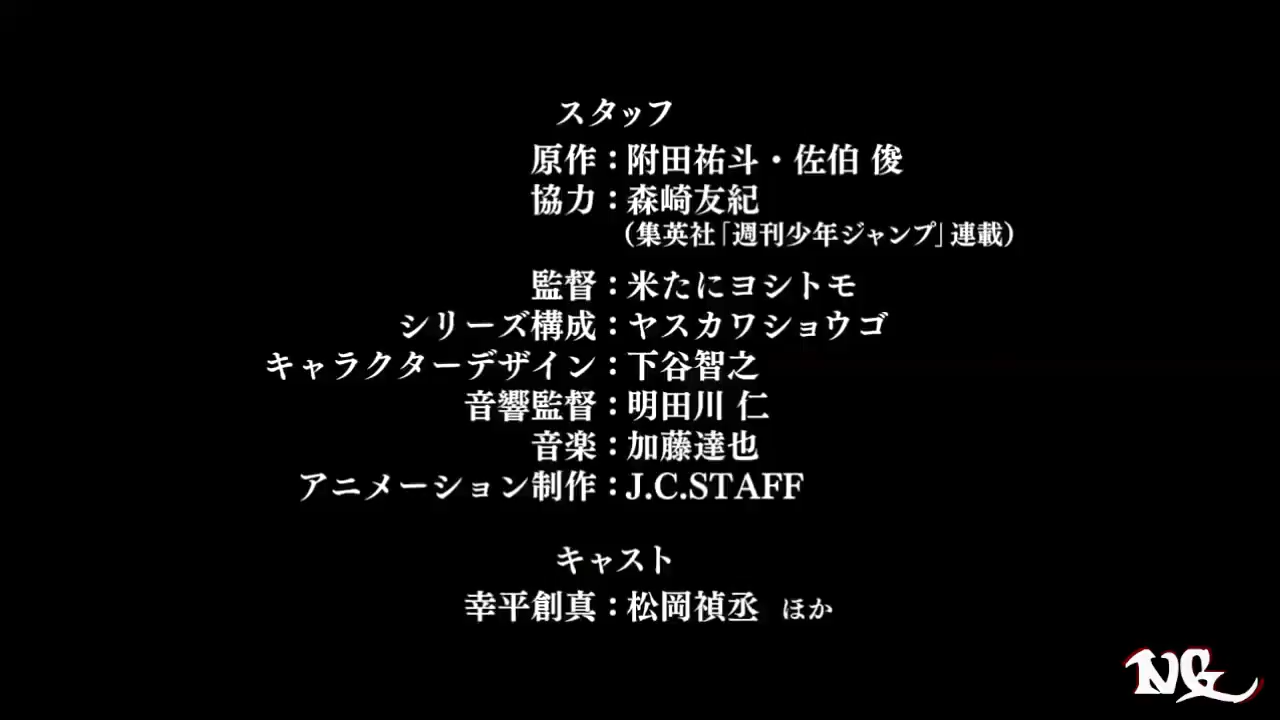 スタッフ
原作：附田祐斗・佐伯 俊
協力：森崎友紀
（集英社「週刊少年ジャンプ」連載）
監督：米たにヨシトモ
シリーズ構成：ヤスカワショウゴ
キャラクターデザイン：下谷智之
音響監督：明田川 仁
音楽：加藤達也
アニメーション制作：J.C.STAFF
キャスト
幸平創真：松岡禎丞 ほか
NG